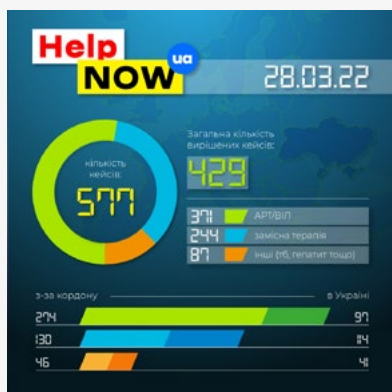 Help
NOW ua
28.03.22
Загальна кількість
вирішених кейсів:
429
кількість
кейсів:
577
371 АРТ/ВІЛ
244 замісна терапія
87 інші (тб, гепатит тощо)
з-за кордону в Україні
274 97
130 114
46 41